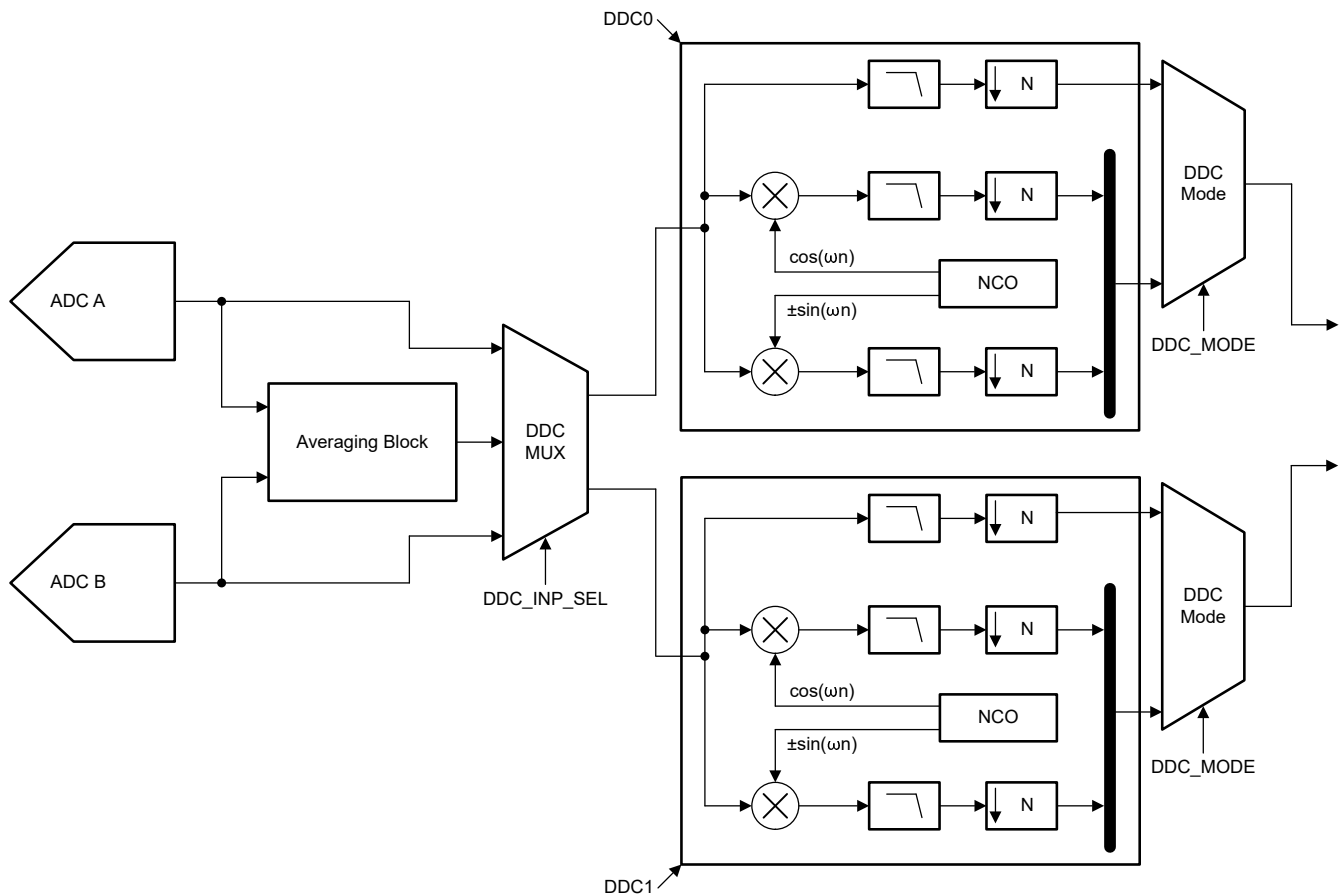 DDC0
N
DDC
Mode
N
cos(ωn)
NCO
±sin(ωn)
DDC_MODE
N
ADC A
Averaging Block
DDC
MUX
ADC B
DDC_INP_SEL
N
DDC
Mode
N
cos(ωn)
NCO
±sin(ωn)
DDC_MODE
N
DDC1